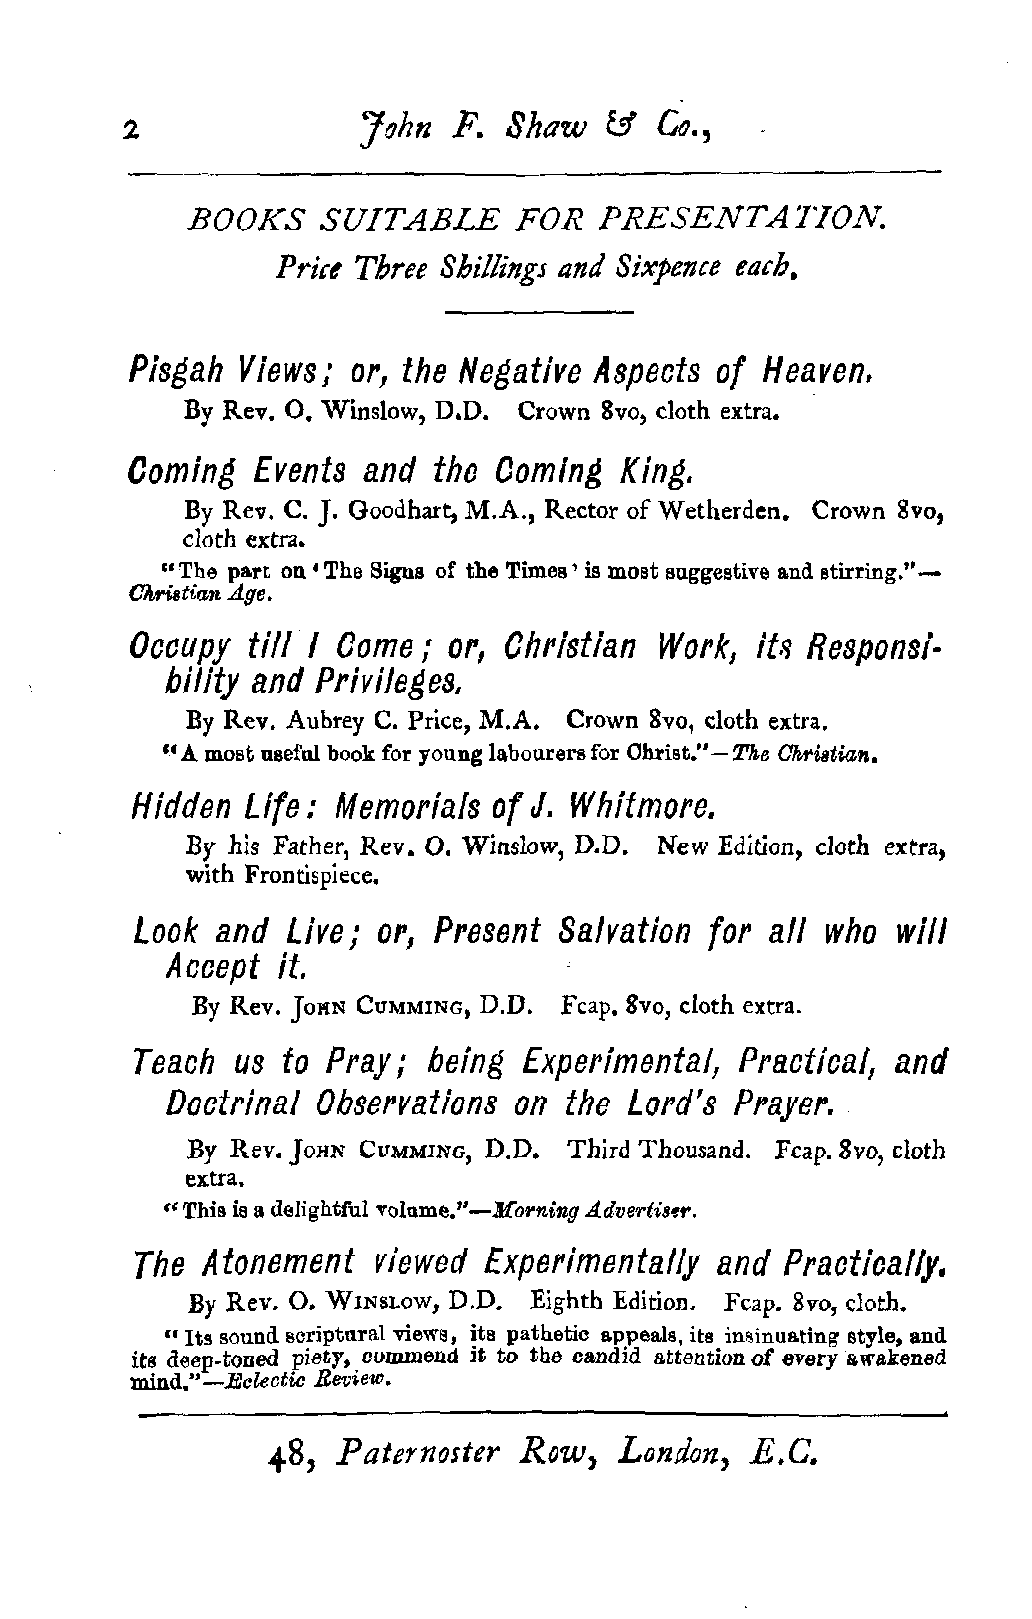 2 John F. Shaw & Co.,
BOOKS SUITABLE FOR PRESENTATION.
Price Three Shillings and Sixpence each.
Pisgah Views; or, the Negative Aspects of Heaven.
By Rev. O. Winslow, D.D. Crown 8vo, cloth extra.
Coming Events and the Coming King.
By Rev. C. J. Goodhart, M.A., Rector of Wetherden. Crown 8vo,
cloth extra.
"The part on 'The Signs of the Times' is most suggestive and stirring."—
Christian Age.
Occupy till I Come; or, Christian Work, its Responsi-
bility and Privileges.
By Rev. Aubrey C. Price, M.A. Crown 8vo, cloth extra.
"A most useful book for young labourers for Christ."—The Christian.
Hidden Life: Memorials of J. Whitmore.
By his Father, Rev. O. Winslow, D.D. New Edition, cloth extra,
with Frontispiece.
Look and Live; or, Present Salvation for all who will
Accept it.
By Rev. JOHN CUMMING, D.D. Fcap. 8vo, cloth extra.
Teach us to Pray; being Experimental, Practical, and
Doctrinal Observations on the Lord's Prayer.
By Rev. JOHN CUMMING, D.D. Third Thousand. Fcap. 8vo, cloth
extra.
"This is a delightful volume."—Morning Advertiser.
The Atonement viewed Experimentally and Practically.
By Rev. O. WINSLOW, D.D. Eighth Edition. Fcap. 8vo, cloth.
"Its sound scriptural views, its pathetic appeals, its insinuating style, and
its deep-toned piety, commend it to the candid attention of every awakened
mind."—Eclectic Review.
48, Paternoster Row, London, E.C.